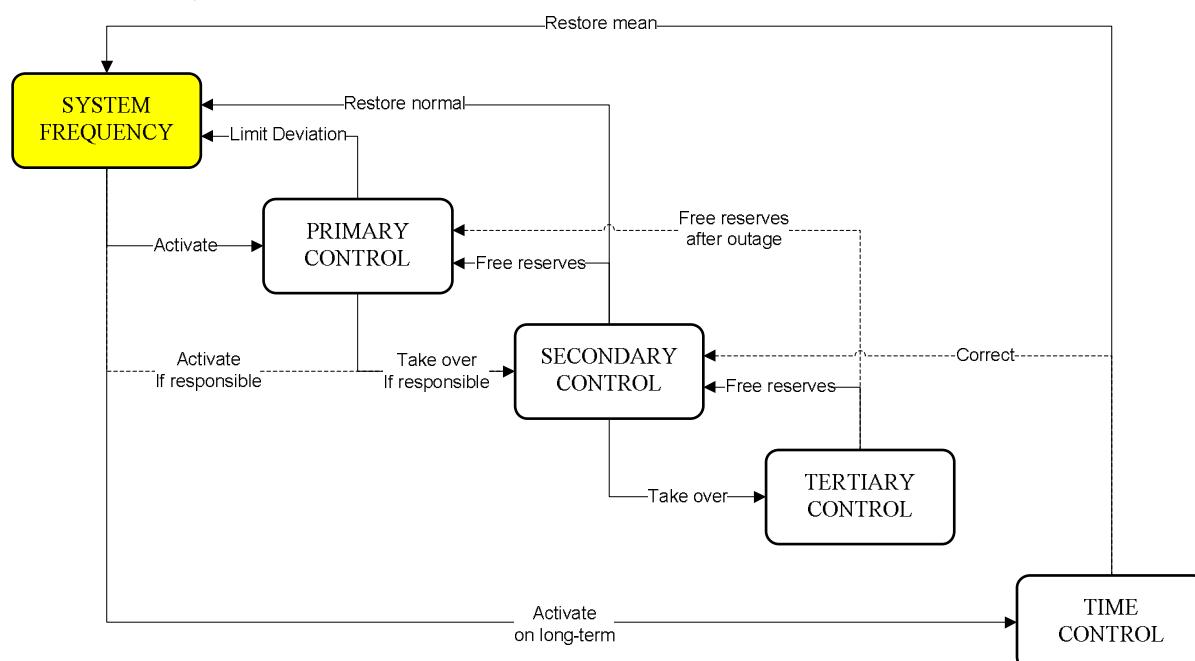 Restore mean
SYSTEM
FREQUENCY
Restore normal
Limit Deviation
PRIMARY
CONTROL
Free reserves
after outage
Activate
Free reserves
SECONDARY
CONTROL
Activate
If responsible
Take over
If responsible
Correct
Free reserves
TERTIARY
CONTROL
Take over
Activate
on long-term
TIME
CONTROL